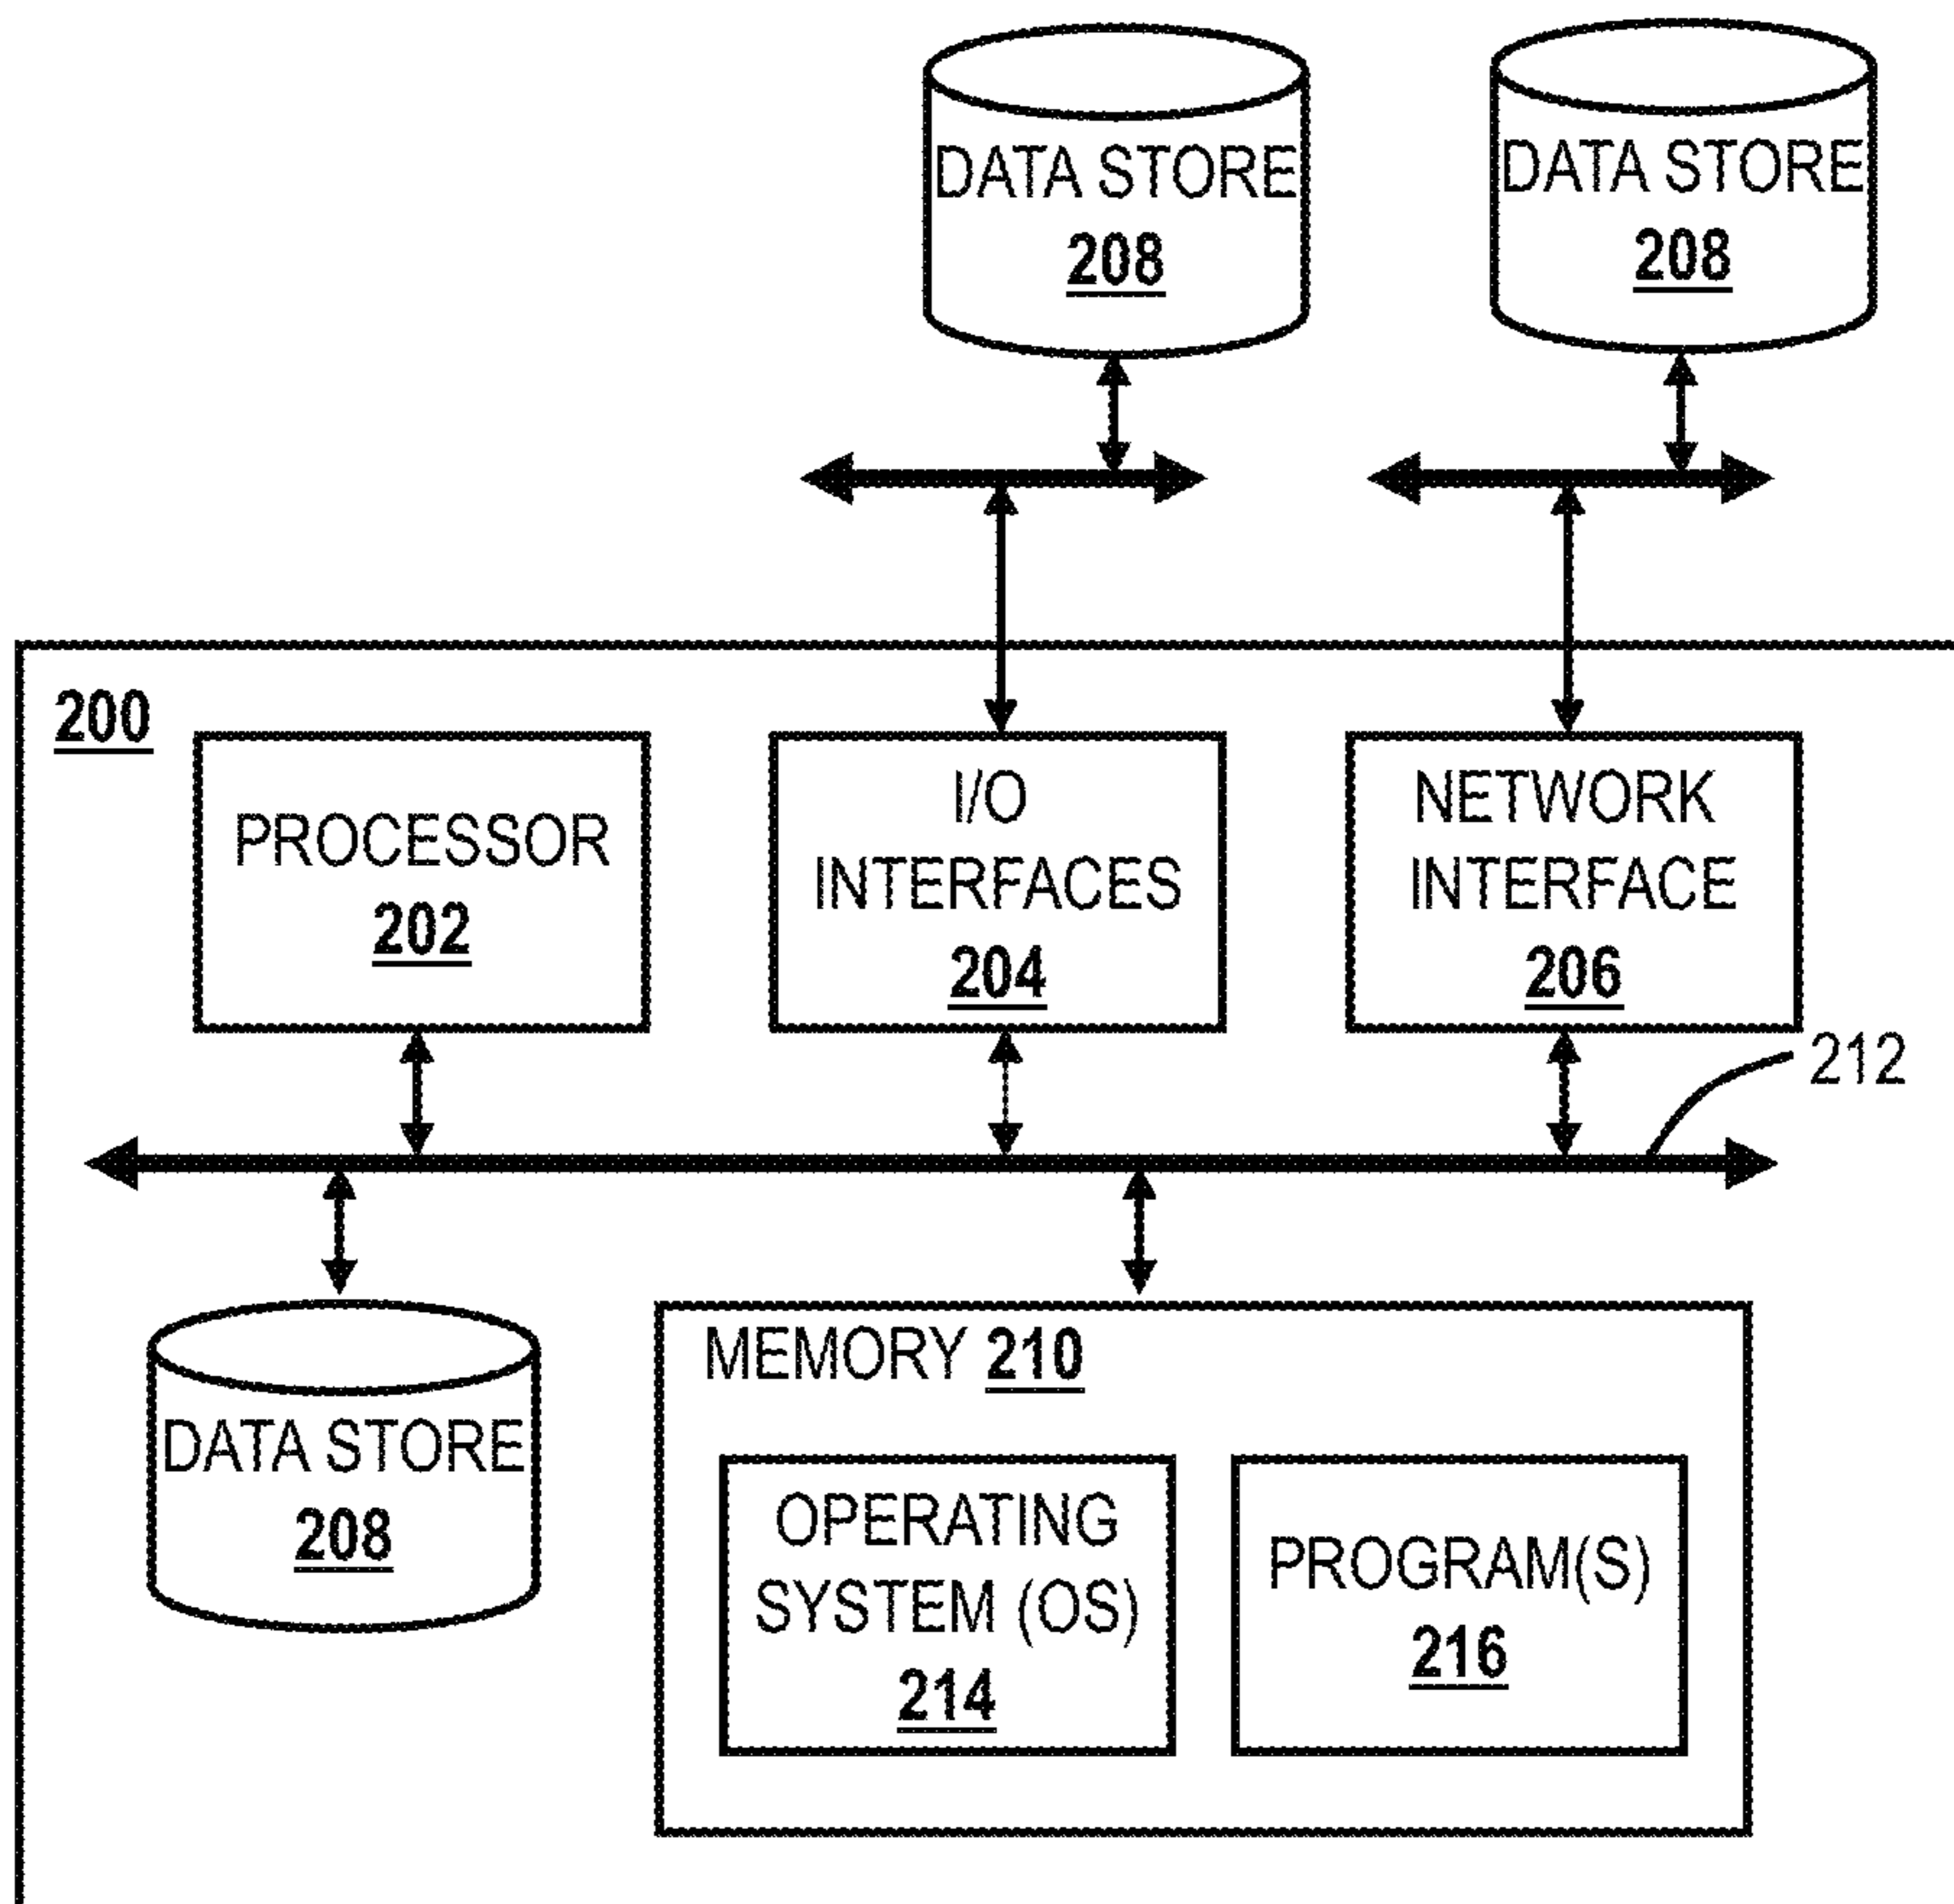 DATA STORE
208
DATA STORE
208
200
PROCESSOR
202
I/O
INTERFACES
204
NETWORK
INTERFACE
206
212
DATA STORE
208
MEMORY 210
OPERATING
SYSTEM (OS)
214
PROGRAM(S)
216